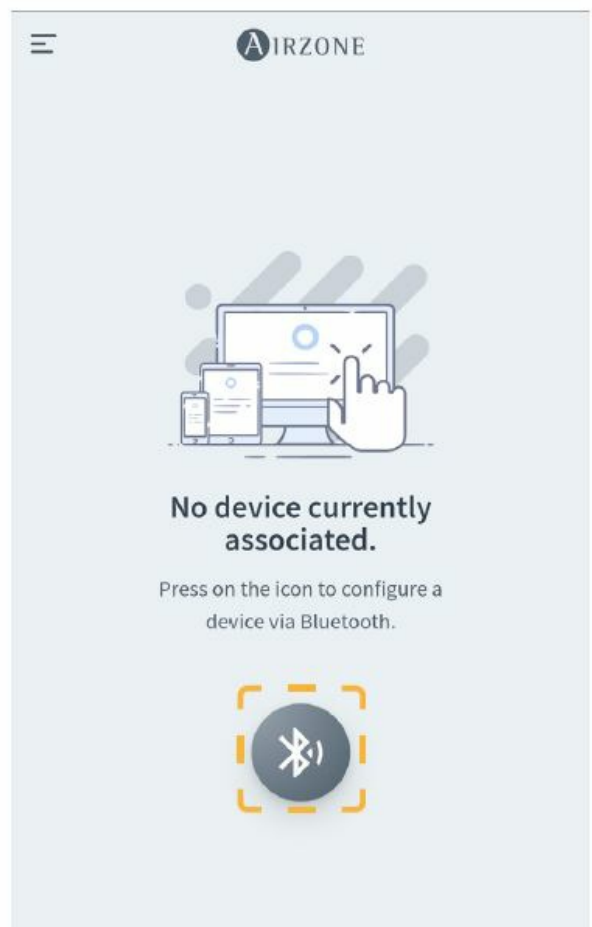 AIRZONE
No device currently
associated.
Press on the icon to configure a
device via Bluetooth.